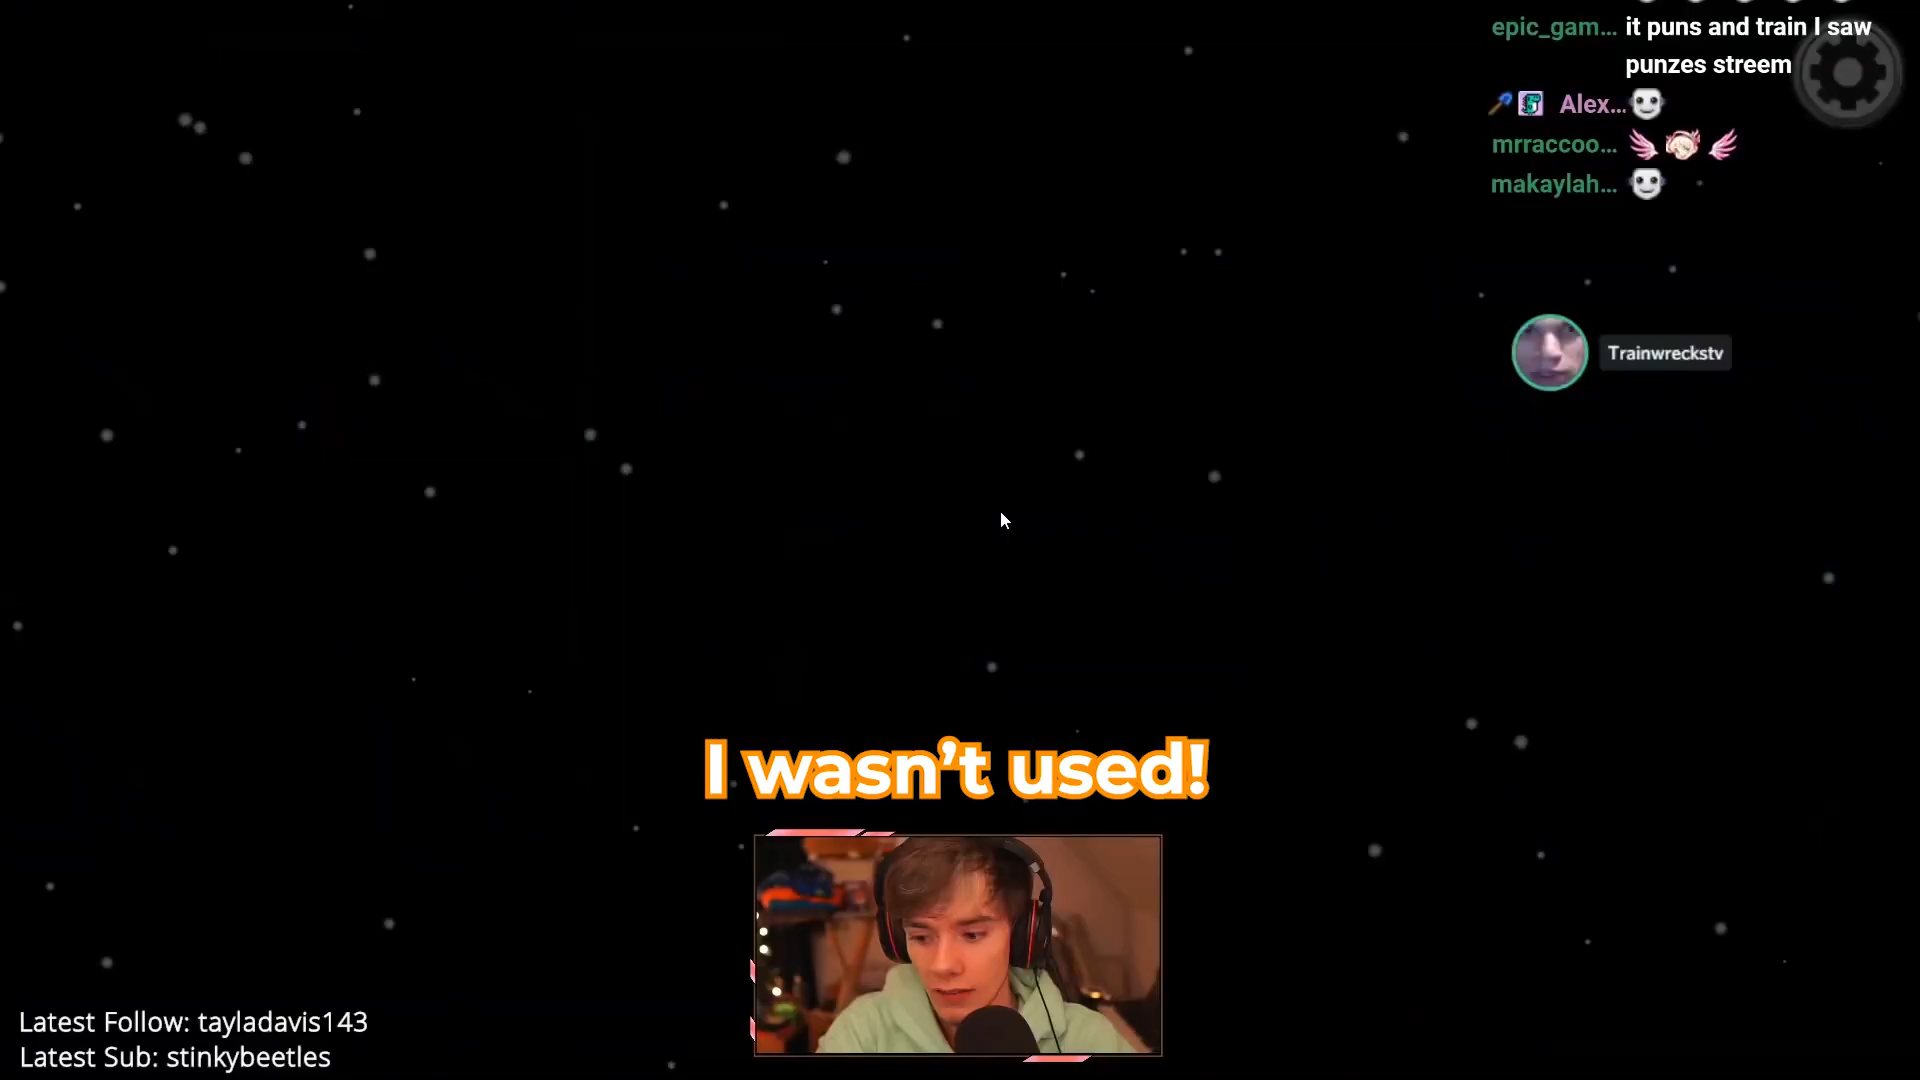 epic_gam... it puns and train I saw
punzes streem
Alex...
mrraccoo...
makaylah...
Trainwreckstv
I wasn’t used!
Latest Follow: tayladavis143
Latest Sub: stinkybeetles